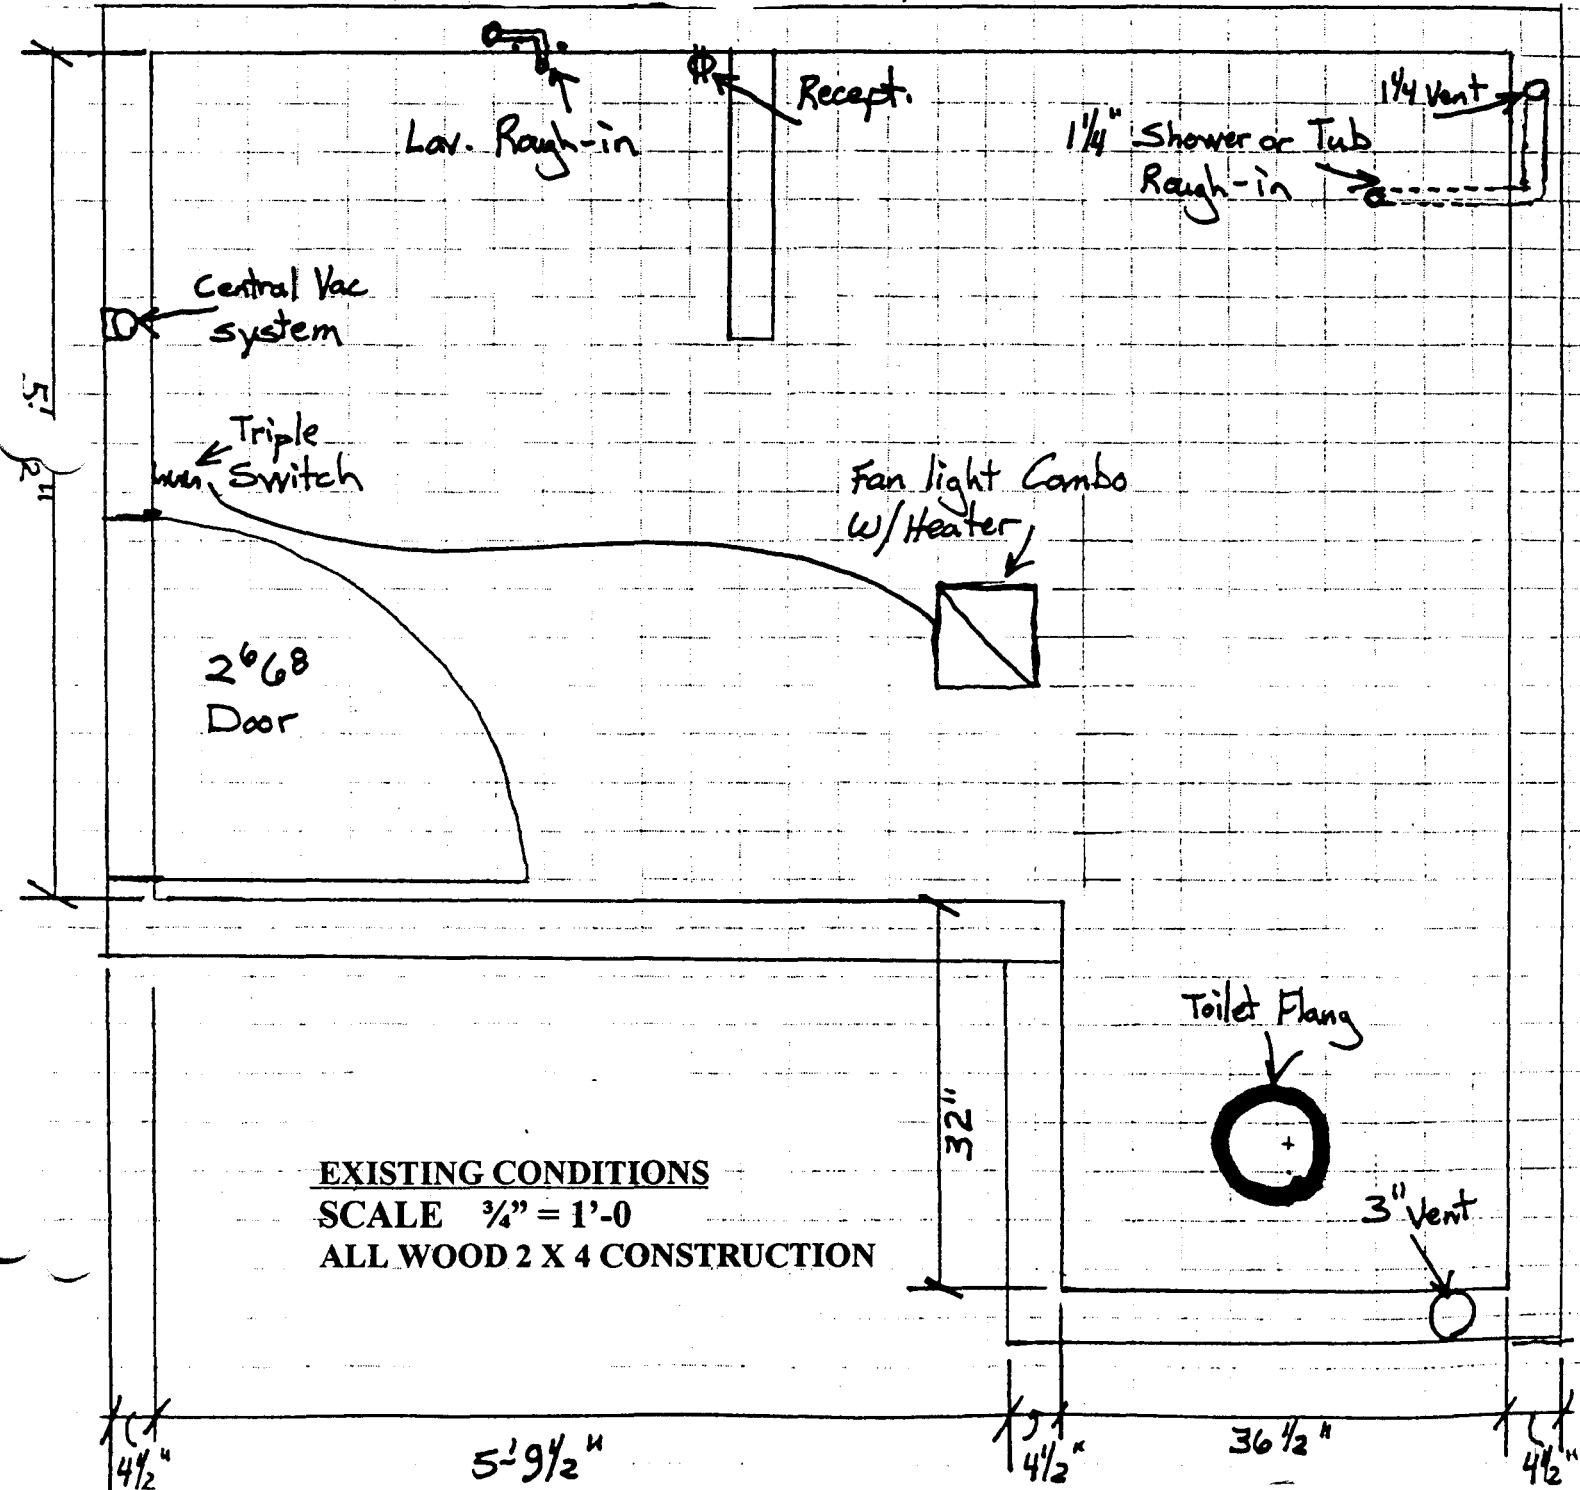 Recept.
1¼ Vent
Lav. Rough-in
1¼" Shower or Tub
Rough-in
Central Vac
system
Triple
Switch
Fan light Combo
W/Heater
2⁶6⁸
Door
Toilet Flang
32"
EXISTING CONDITIONS
SCALE ¾” = 1’-0
ALL WOOD 2 X 4 CONSTRUCTION
3" Vent
4½"
5'-9½"
4½"
36½"
4½"